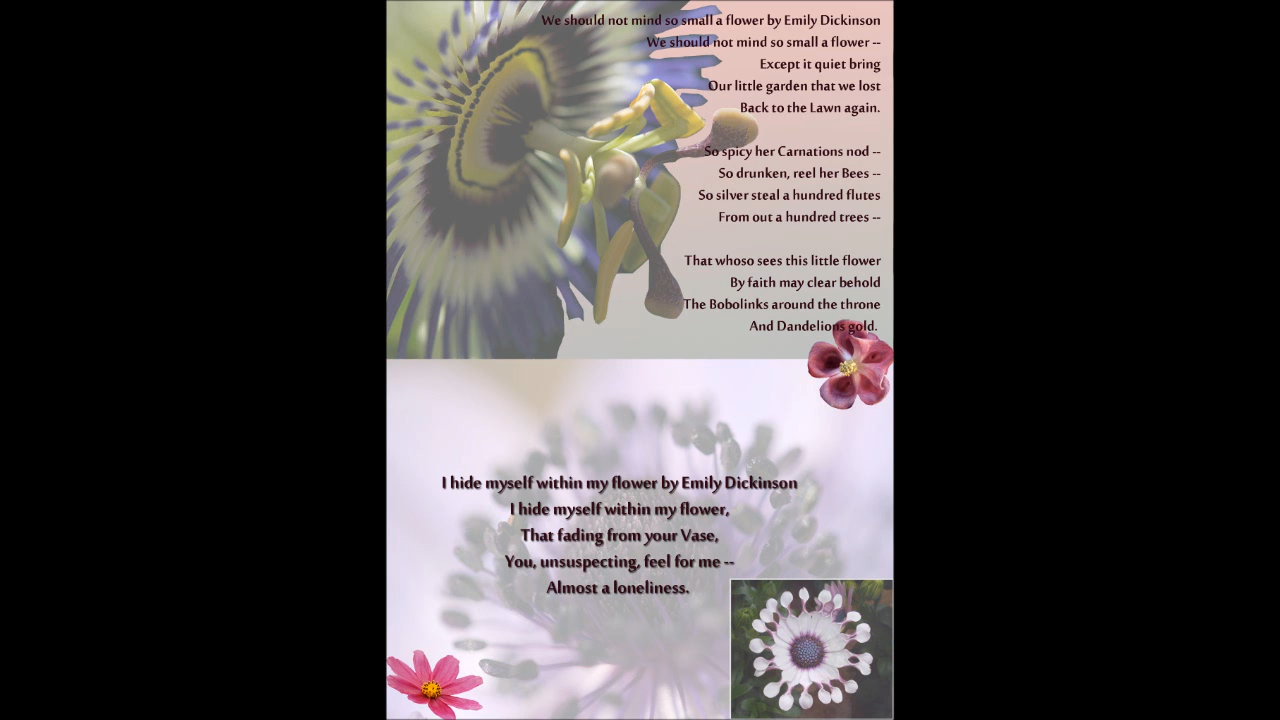 We should not mind so small a flower by Emily Dickinson
We should not mind so small a flower --
Except it quiet bring
Our little garden that we lost
Back to the Lawn again.
So spicy her Carnations nod --
So drunken, reel her Bees --
So silver steal a hundred flutes
From out a hundred trees --
That whoso sees this little flower
By faith may clear behold
The Bobolinks around the throne
And Dandelions gold.
I hide myself within my flower by Emily Dickinson
I hide myself within my flower,
That fading from your Vase,
You, unsuspecting, feel for me --
Almost a loneliness.